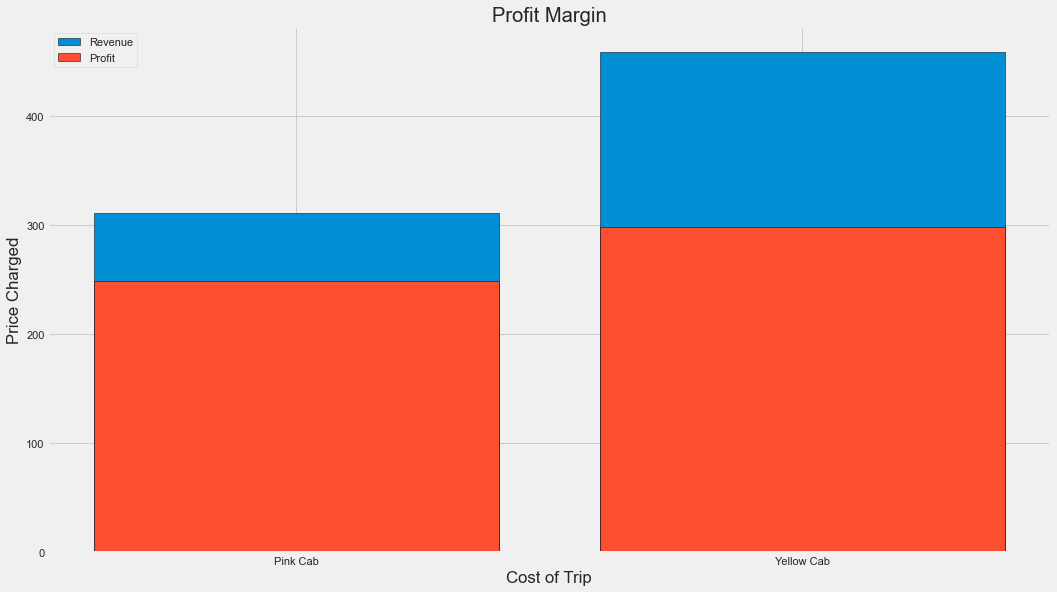 Profit Margin
Revenue
Profit
Price Charged
400
300
200
100
0
Pink Cab
Yellow Cab
Cost of Trip